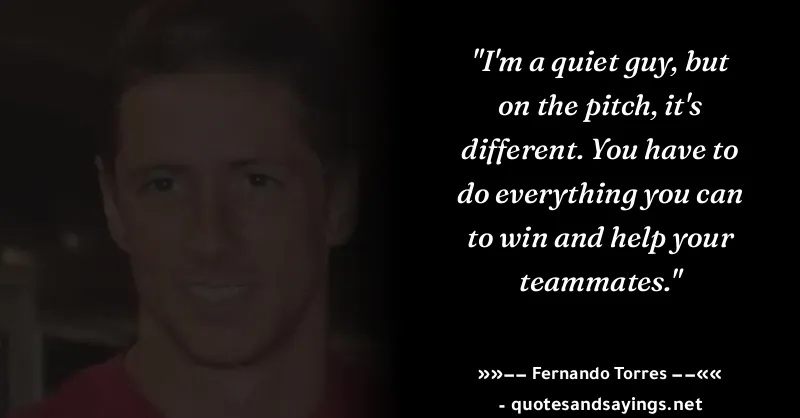 "I'm a quiet guy, but
on the pitch, it's
different. You have to
do everything you can
to win and help your
teammates."
»»–– Fernando Torres ––««
- quotesandsayings.net